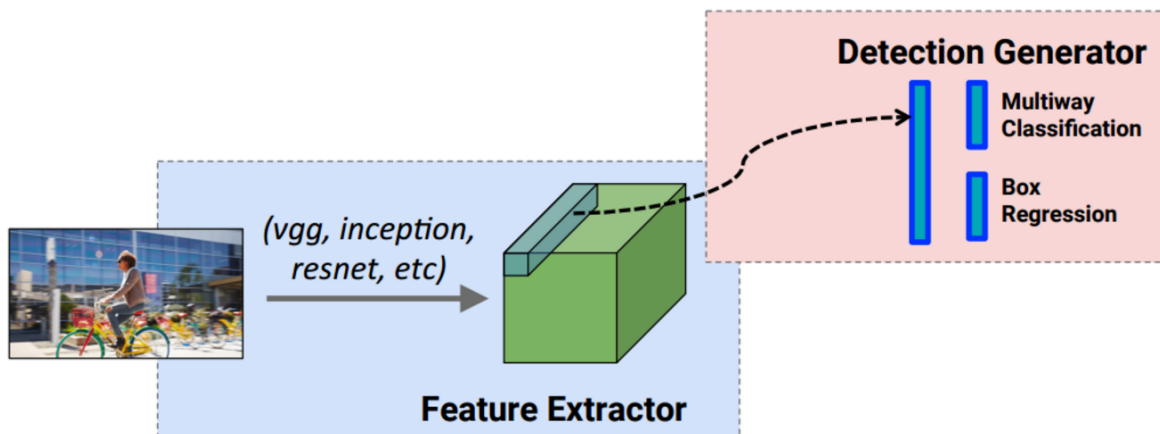 Detection Generator
Multiway
Classification
Box
Regression
(vgg, inception,
resnet, etc)
Feature Extractor